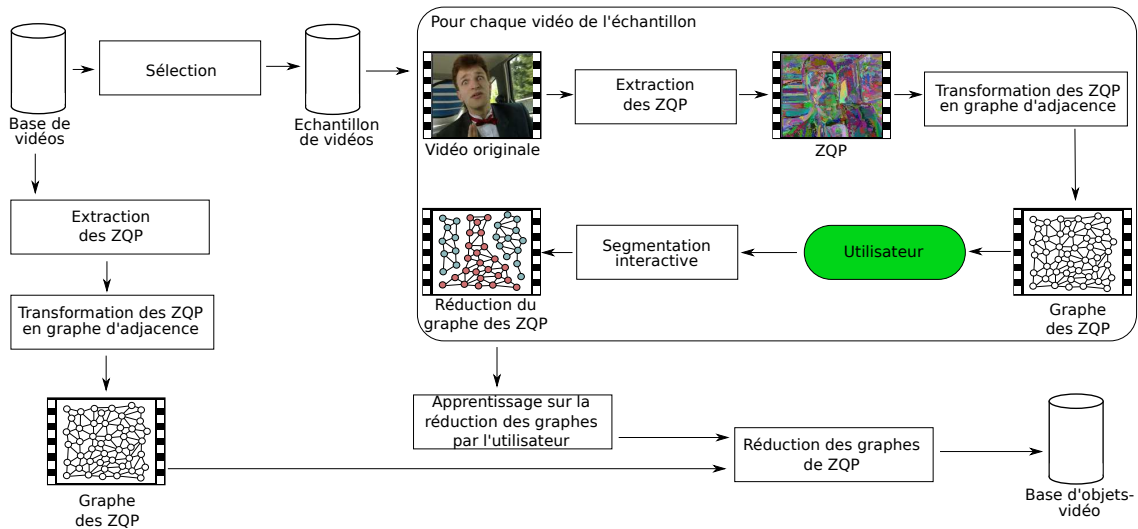 Pour chaque vidéo de l'échantillon
Sélection
Base de
vidéos
Echantillon
de vidéos
Vidéo originale
Extraction
des ZQP
ZQP
Transformation des ZQP
en graphe d'adjacence
Extraction
des ZQP
Réduction du
graphe des ZQP
Segmentation
interactive
Utilisateur
Graphe
des ZQP
Transformation des ZQP
en graphe d'adjacence
Graphe
des ZQP
Apprentissage sur la
réduction des graphes
par l'utilisateur
Réduction des graphes
de ZQP
Base d'objets-
vidéo